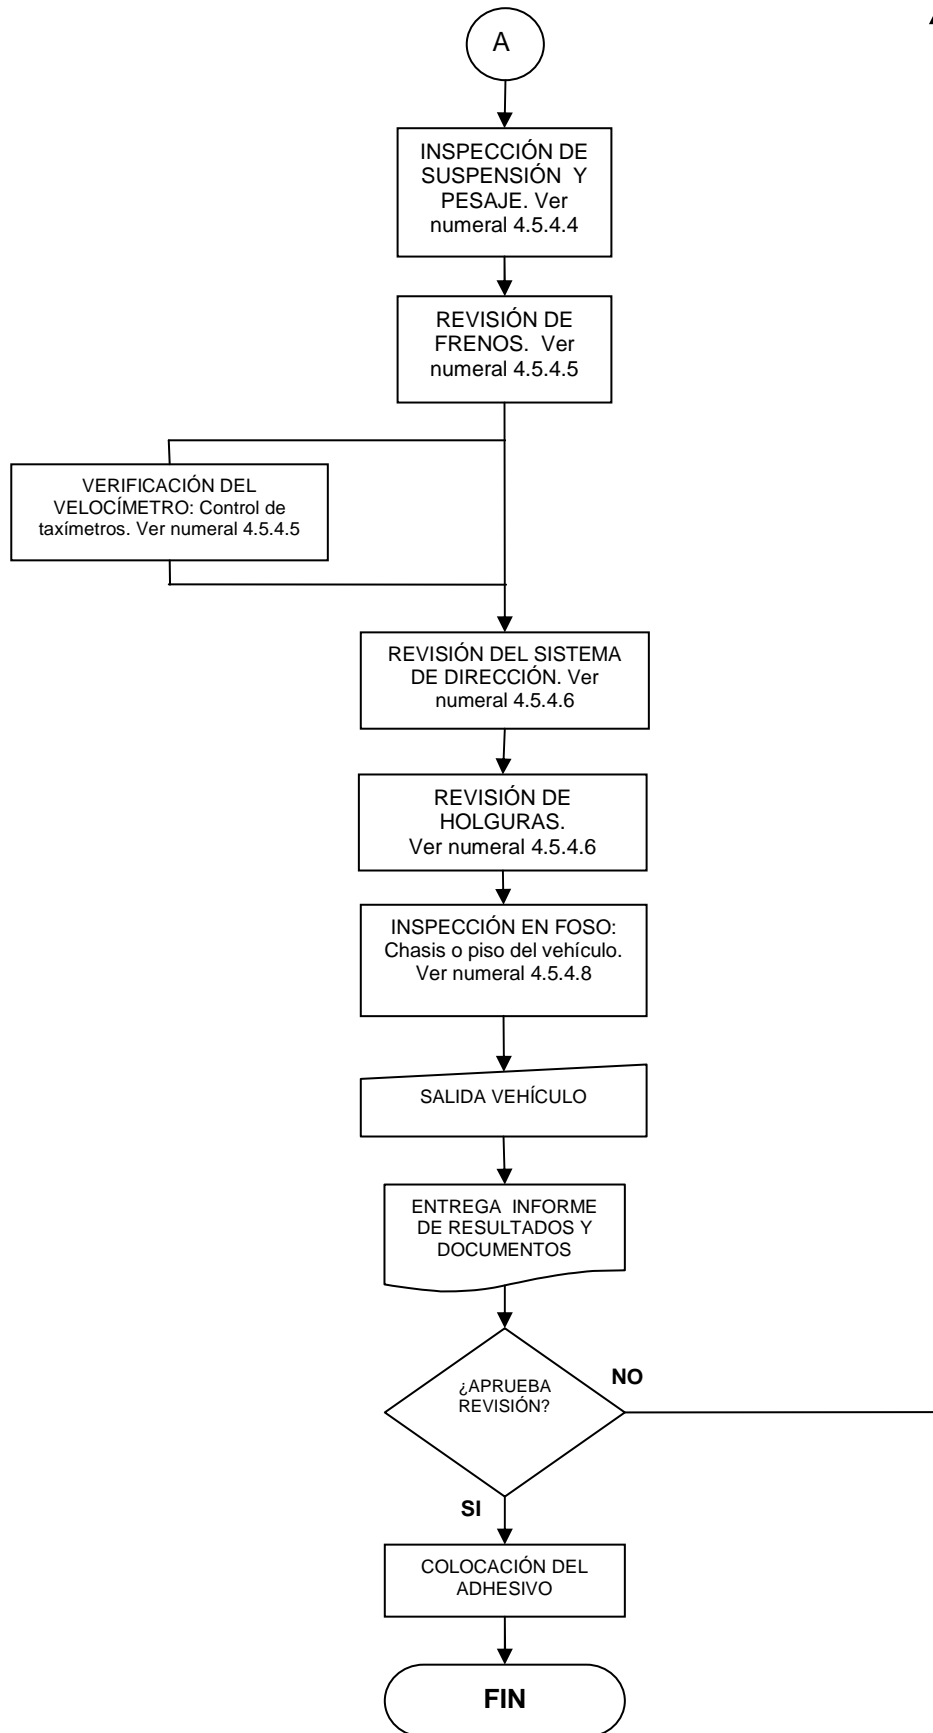 A
INSPECCIÓN DE
SUSPENSIÓN Y
PESAJE. Ver
numeral 4.5.4.4
REVISIÓN DE
FRENOS. Ver
numeral 4.5.4.5
VERIFICACIÓN DEL
VELOCÍMETRO: Control de
taxímetros. Ver numeral 4.5.4.5
REVISIÓN DEL SISTEMA
DE DIRECCIÓN. Ver
numeral 4.5.4.6
REVISIÓN DE
HOLGURAS.
Ver numeral 4.5.4.6
INSPECCIÓN EN FOSO:
Chasis o piso del vehículo.
Ver numeral 4.5.4.8
SALIDA VEHÍCULO
ENTREGA INFORME
DE RESULTADOS Y
DOCUMENTOS
¿APRUEBA
REVISIÓN?
NO
SI
COLOCACIÓN DEL
ADHESIVO
FIN